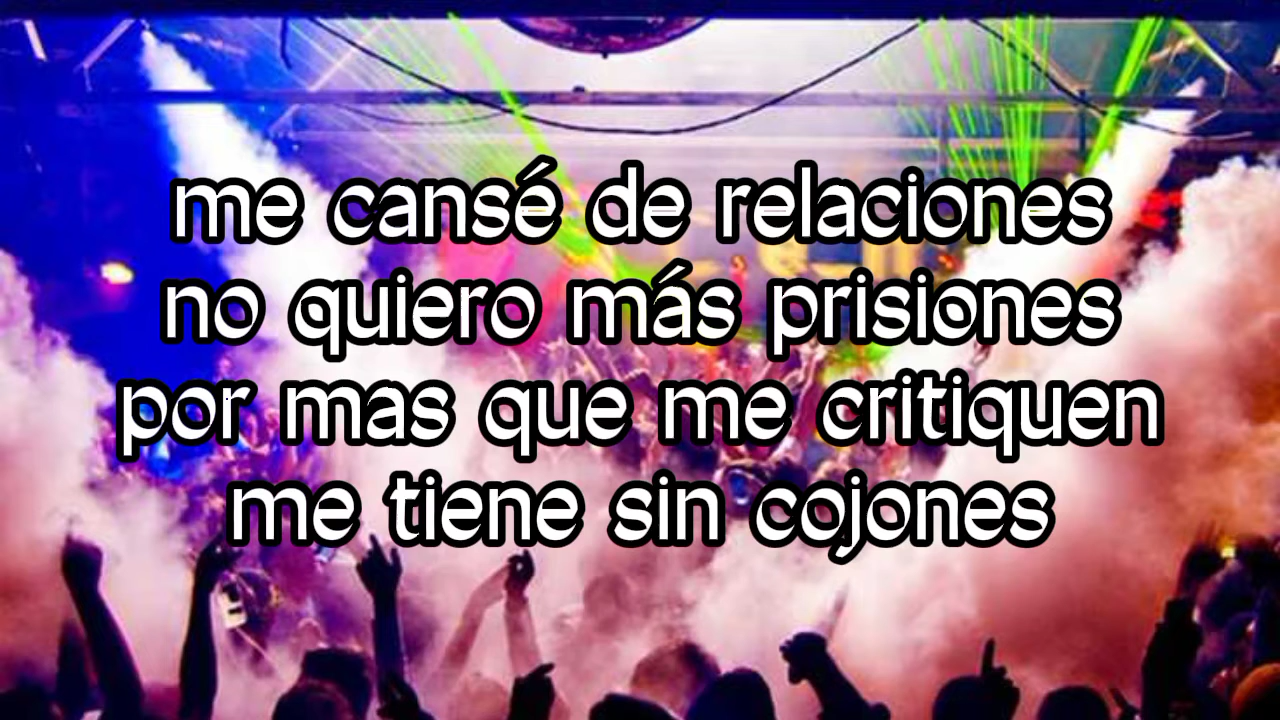 me cansé de relaciones
no quiero más prisiones
por mas que me critiquen
me tiene sin cojones